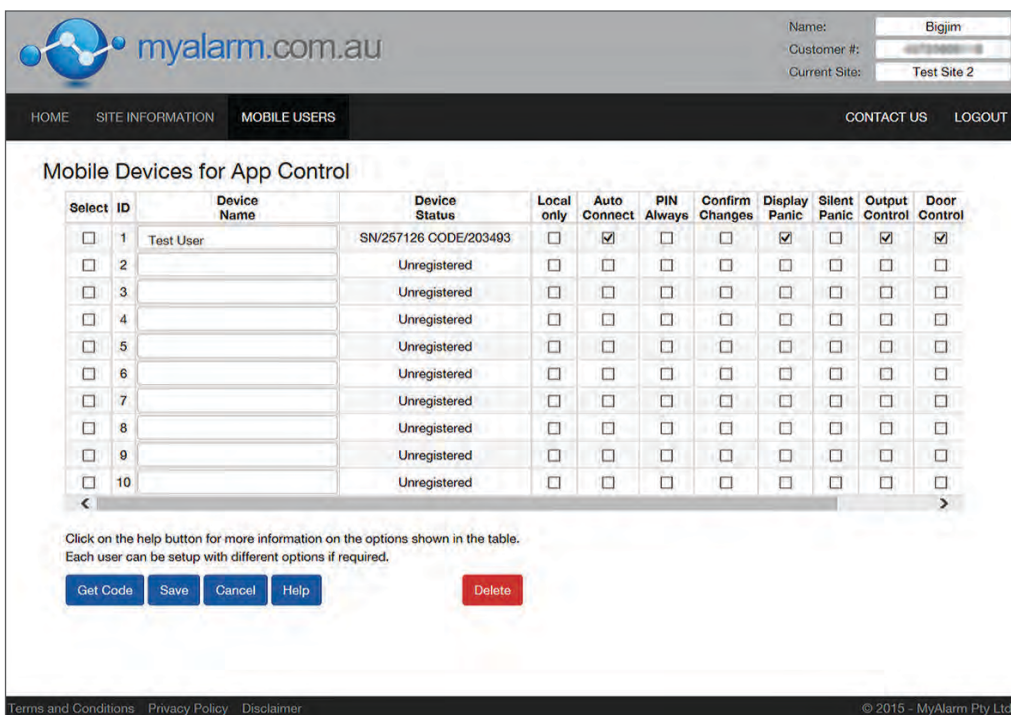 myalarm.com.au
Name: Bigjim
Customer #:
Current Site: Test Site 2
HOME SITE INFORMATION MOBILE USERS CONTACT US LOGOUT
Mobile Devices for App Control
Select ID Device Name Device Status Local only Auto Connect PIN Always Confirm Changes Display Panic Silent Panic Output Control Door Control
1 Test User SN/257126 CODE/203493
2 Unregistered
3 Unregistered
4 Unregistered
5 Unregistered
6 Unregistered
7 Unregistered
8 Unregistered
9 Unregistered
10 Unregistered
Click on the help button for more information on the options shown in the table.
Each user can be setup with different options if required.
Get Code Save Cancel Help Delete
Terms and Conditions Privacy Policy Disclaimer © 2015 - MyAlarm Pty Ltd